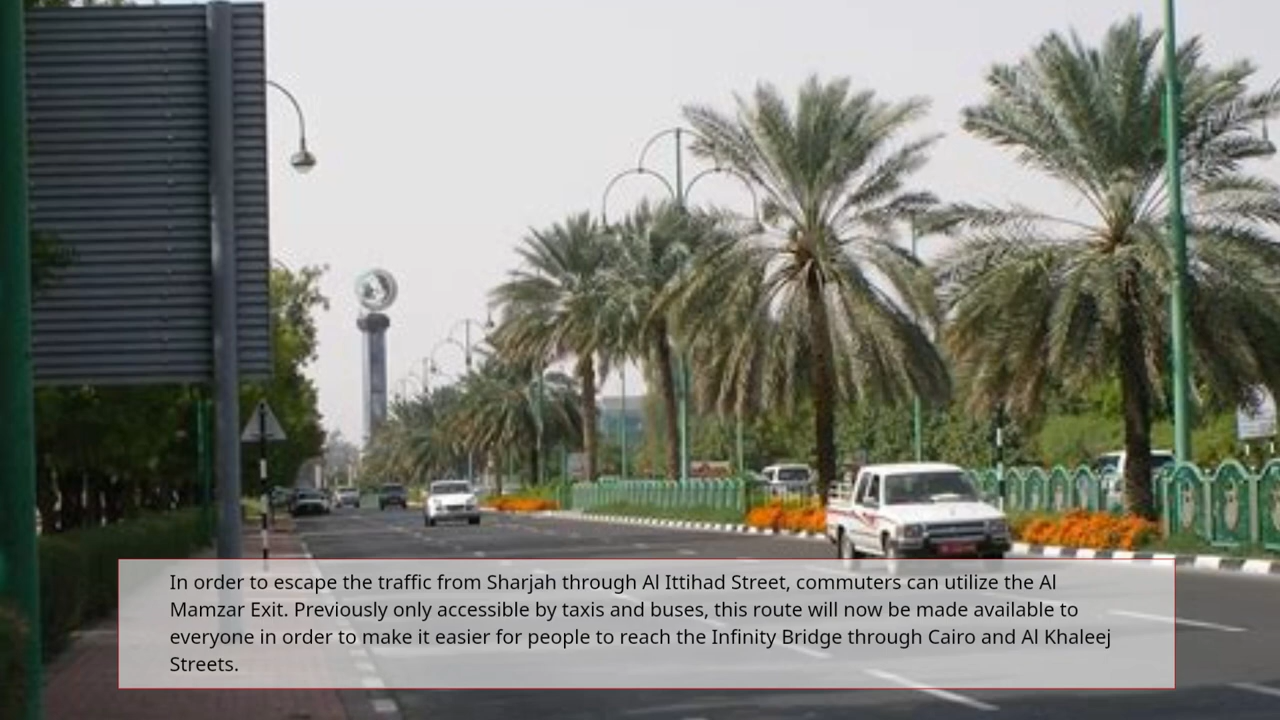 In order to escape the traffic from Sharjah through Al Ittihad Street, commuters can utilize the Al
Mamzar Exit. Previously only accessible by taxis and buses, this route will now be made available to
everyone in order to make it easier for people to reach the Infinity Bridge through Cairo and Al Khaleej
Streets.